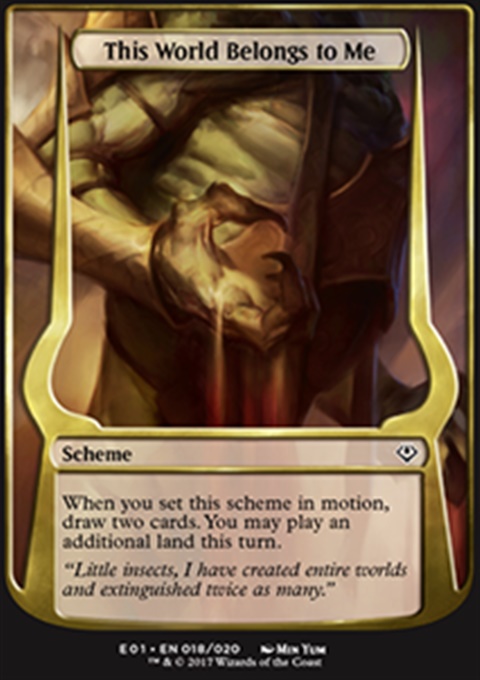 This World Belongs to Me
Scheme
When you set this scheme in motion,
draw two cards. You may play an
additional land this turn.
“Little insects, I have created entire worlds
and extinguished twice as many.”
E01 • EN 018/020 Min Yum
™ & © 2017 Wizards of the Coast